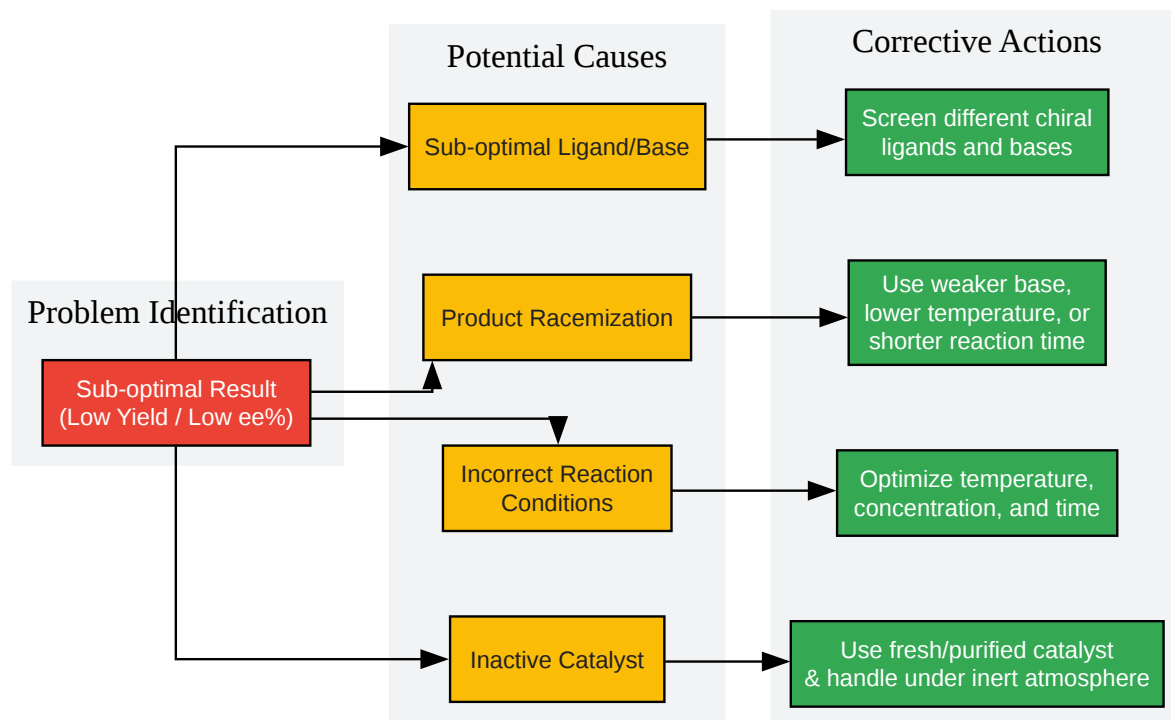 Problem Identification
Sub-optimal Result
(Low Yield / Low ee%)
Potential Causes
Sub-optimal Ligand/Base
Product Racemization
Incorrect Reaction
Conditions
Inactive Catalyst
Corrective Actions
Screen different chiral
ligands and bases
Use weaker base,
lower temperature, or
shorter reaction time
Optimize temperature,
concentration, and time
Use fresh/purified catalyst
& handle under inert atmosphere